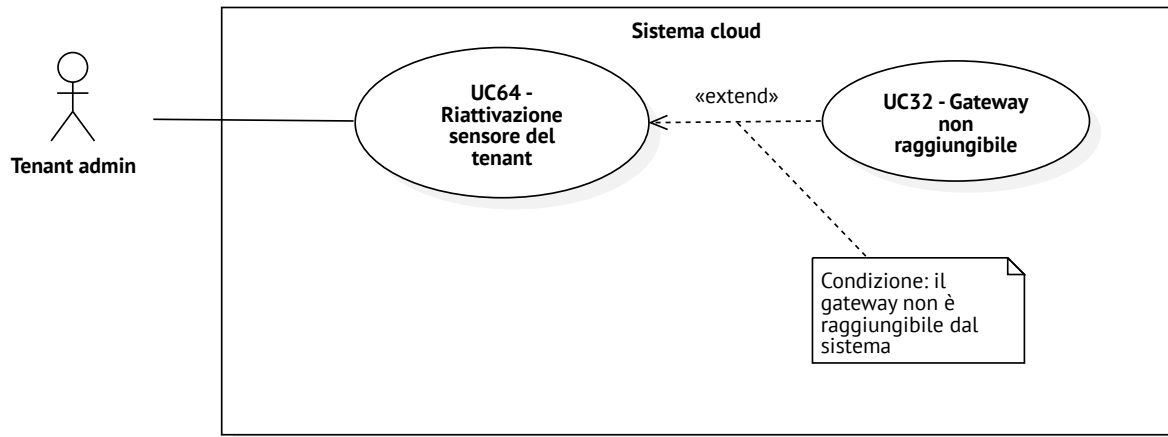 Sistema cloud
Tenant admin
UC64 -
Riattivazione
sensore del
tenant
«extend»
UC32 - Gateway
non
raggiungibile
Condizione: il
gateway non è
raggiungibile dal
sistema